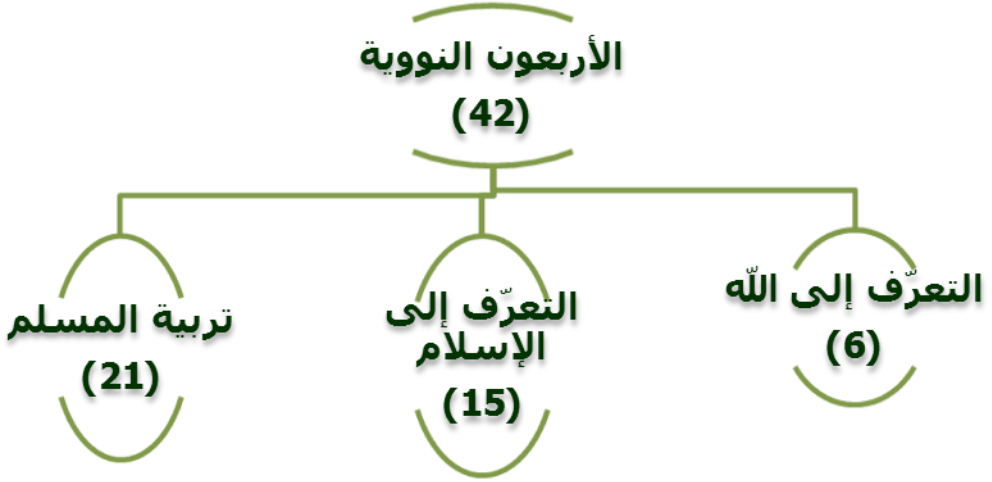 الأربعون النووية
(42)
التعرّف إلى الله
(6)
التعرّف إلى
الإسلام
(15)
تربية المسلم
(21)